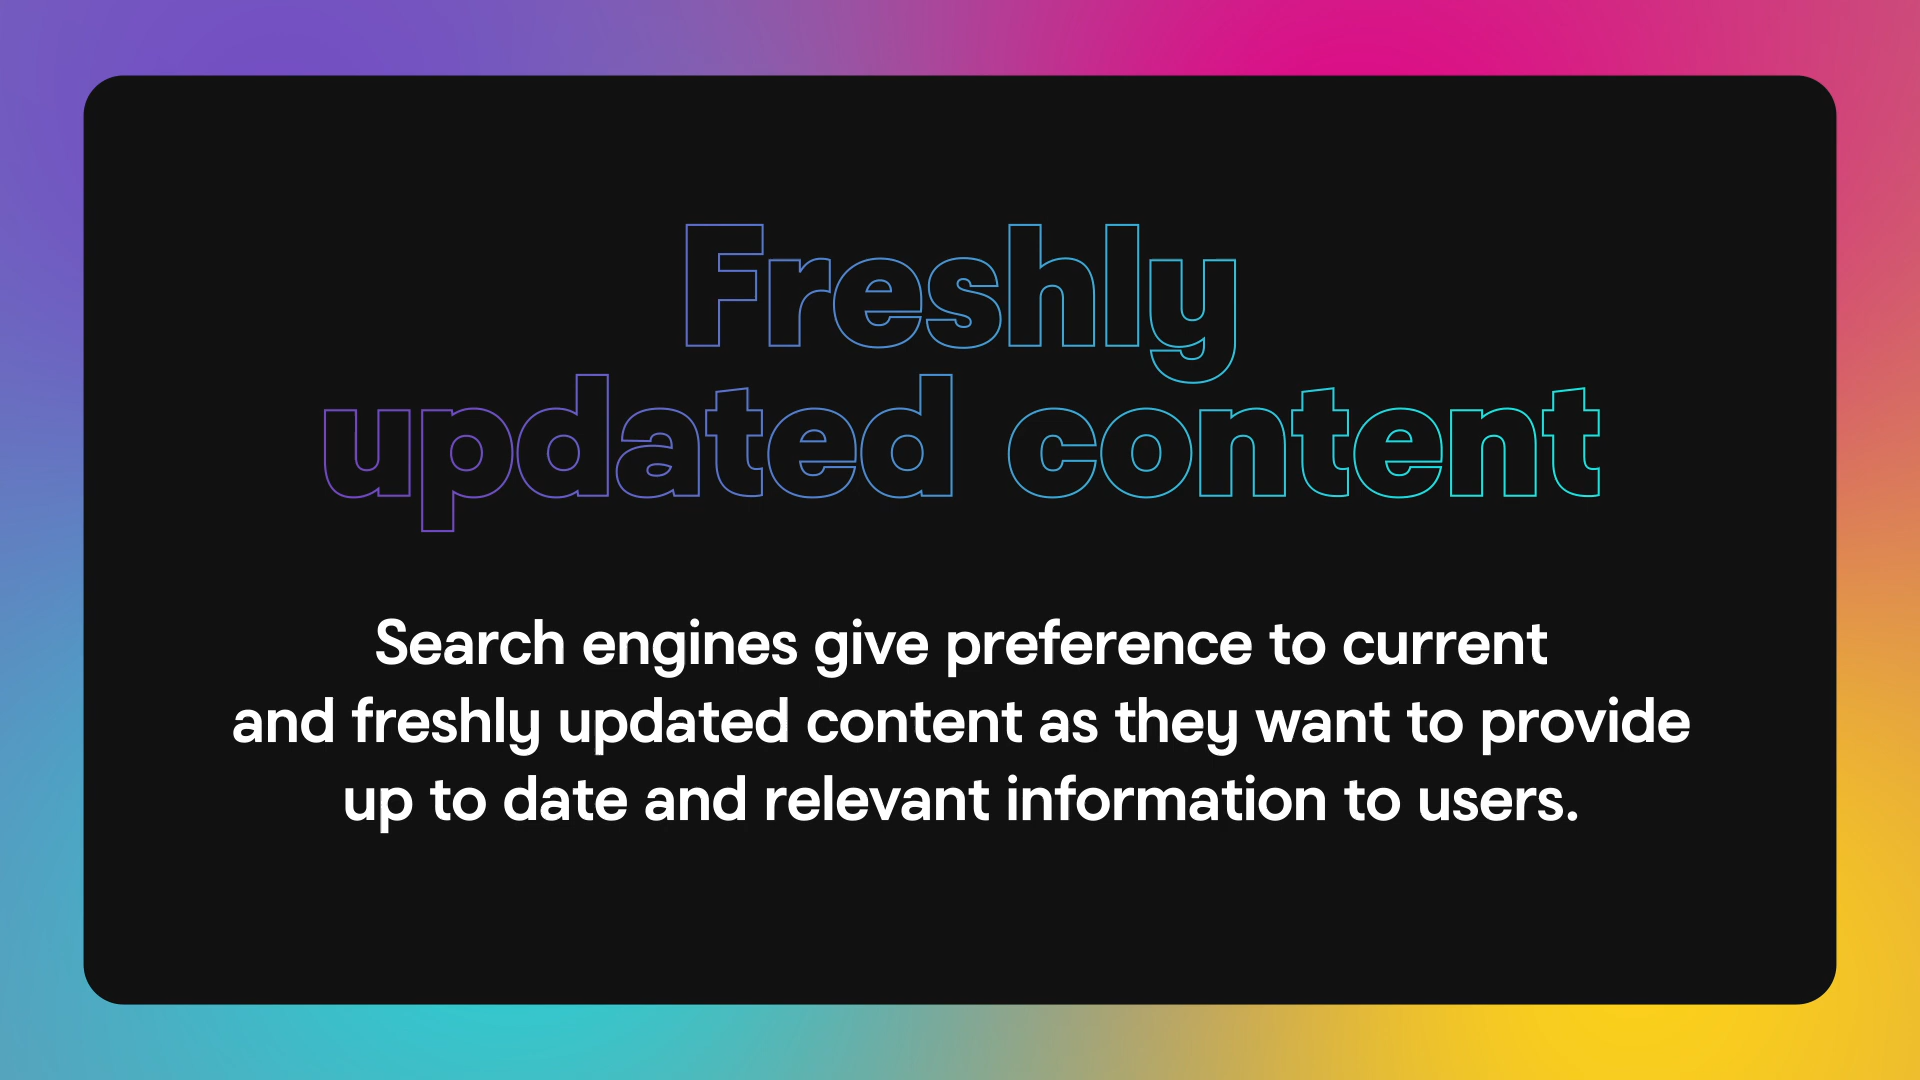 Freshly
updated content
Search engines give preference to current
and freshly updated content as they want to provide
up to date and relevant information to users.